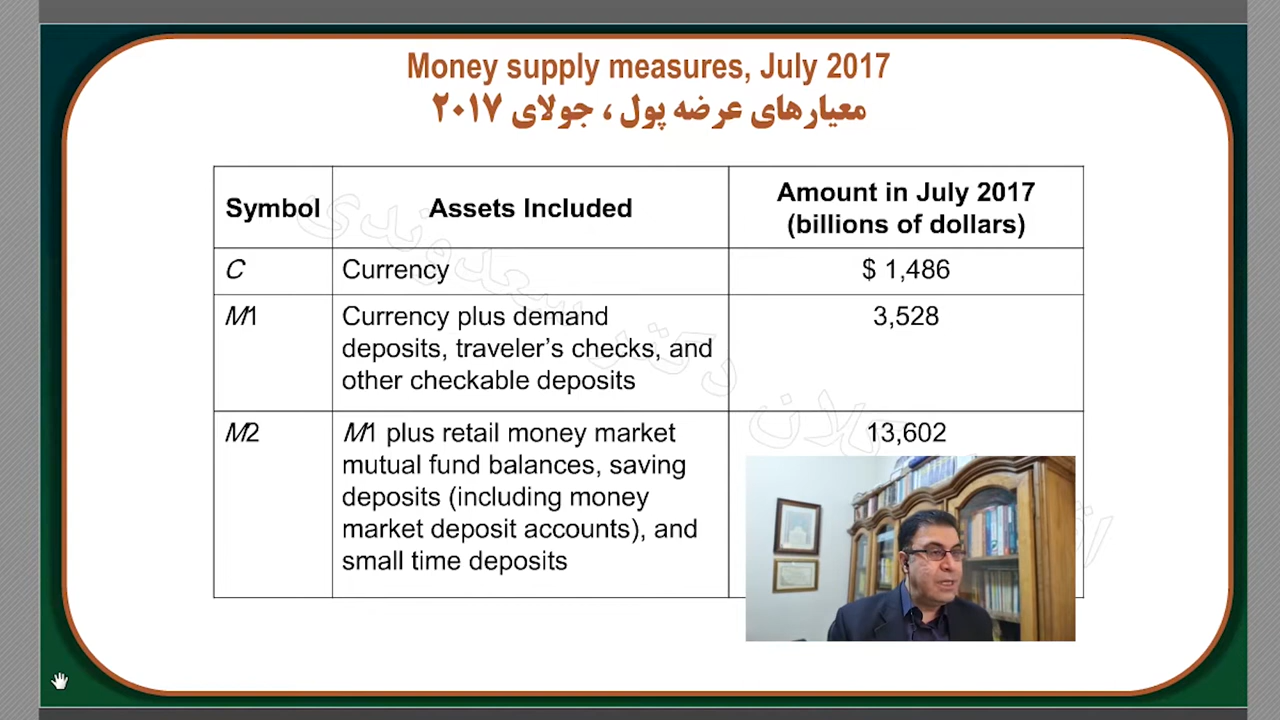 Money supply measures, July 2017
معیارهای عرضه پول ، جولای ۲۰۱۷
Symbol
Assets Included
Amount in July 2017
(billions of dollars)
C
Currency
$ 1,486
M1
Currency plus demand
deposits, traveler's checks, and
other checkable deposits
3,528
M2
M1 plus retail money market
mutual fund balances, saving
deposits (including money
market deposit accounts), and
small time deposits
13,602
دکتر سعدوندی